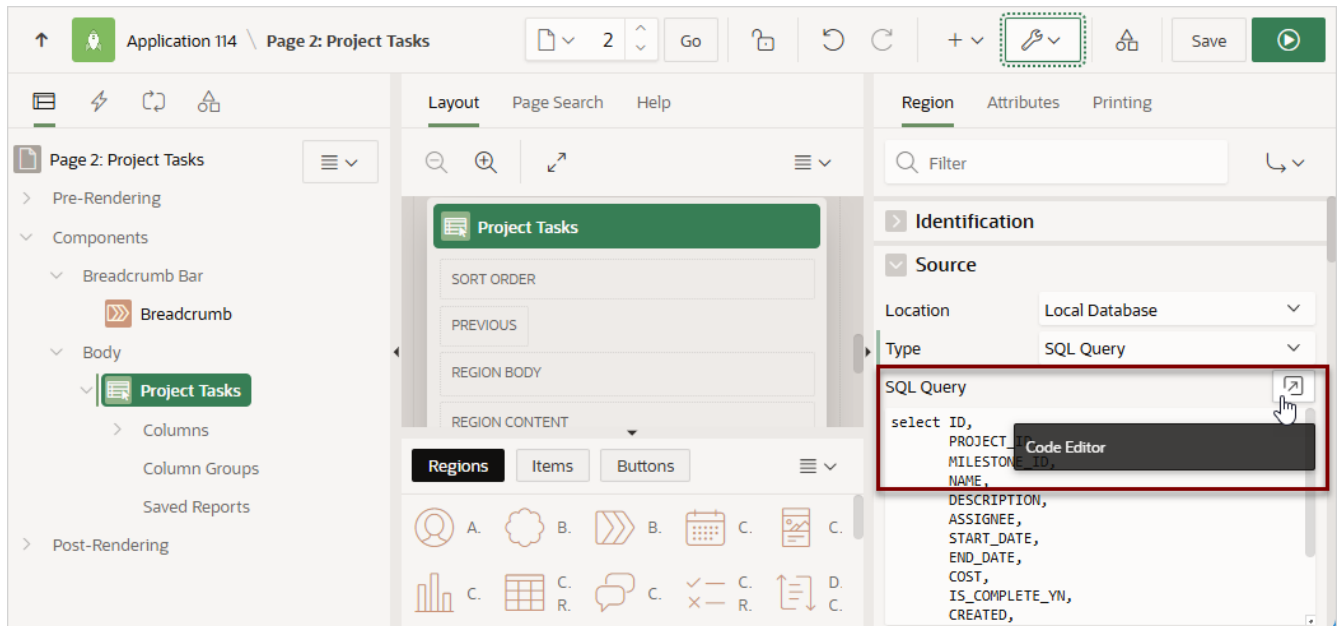 Application 114 \ Page 2: Project Tasks
2
Go
Save
Page 2: Project Tasks
Pre-Rendering
Components
Breadcrumb Bar
Breadcrumb
Body
Project Tasks
Columns
Column Groups
Saved Reports
Post-Rendering
Layout Page Search Help
Project Tasks
SORT ORDER
PREVIOUS
REGION BODY
REGION CONTENT
Regions Items Buttons
A. B. B. C. C.
C. C. R. C. C. R. D. C.
Region Attributes Printing
Filter
Identification
Source
Location Local Database
Type SQL Query
SQL Query
select ID,
PROJECT_ID,
Code Editor
MILESTONE_ID,
NAME,
DESCRIPTION,
ASSIGNEE,
START_DATE,
END_DATE,
COST,
IS_COMPLETE_YN,
CREATED,